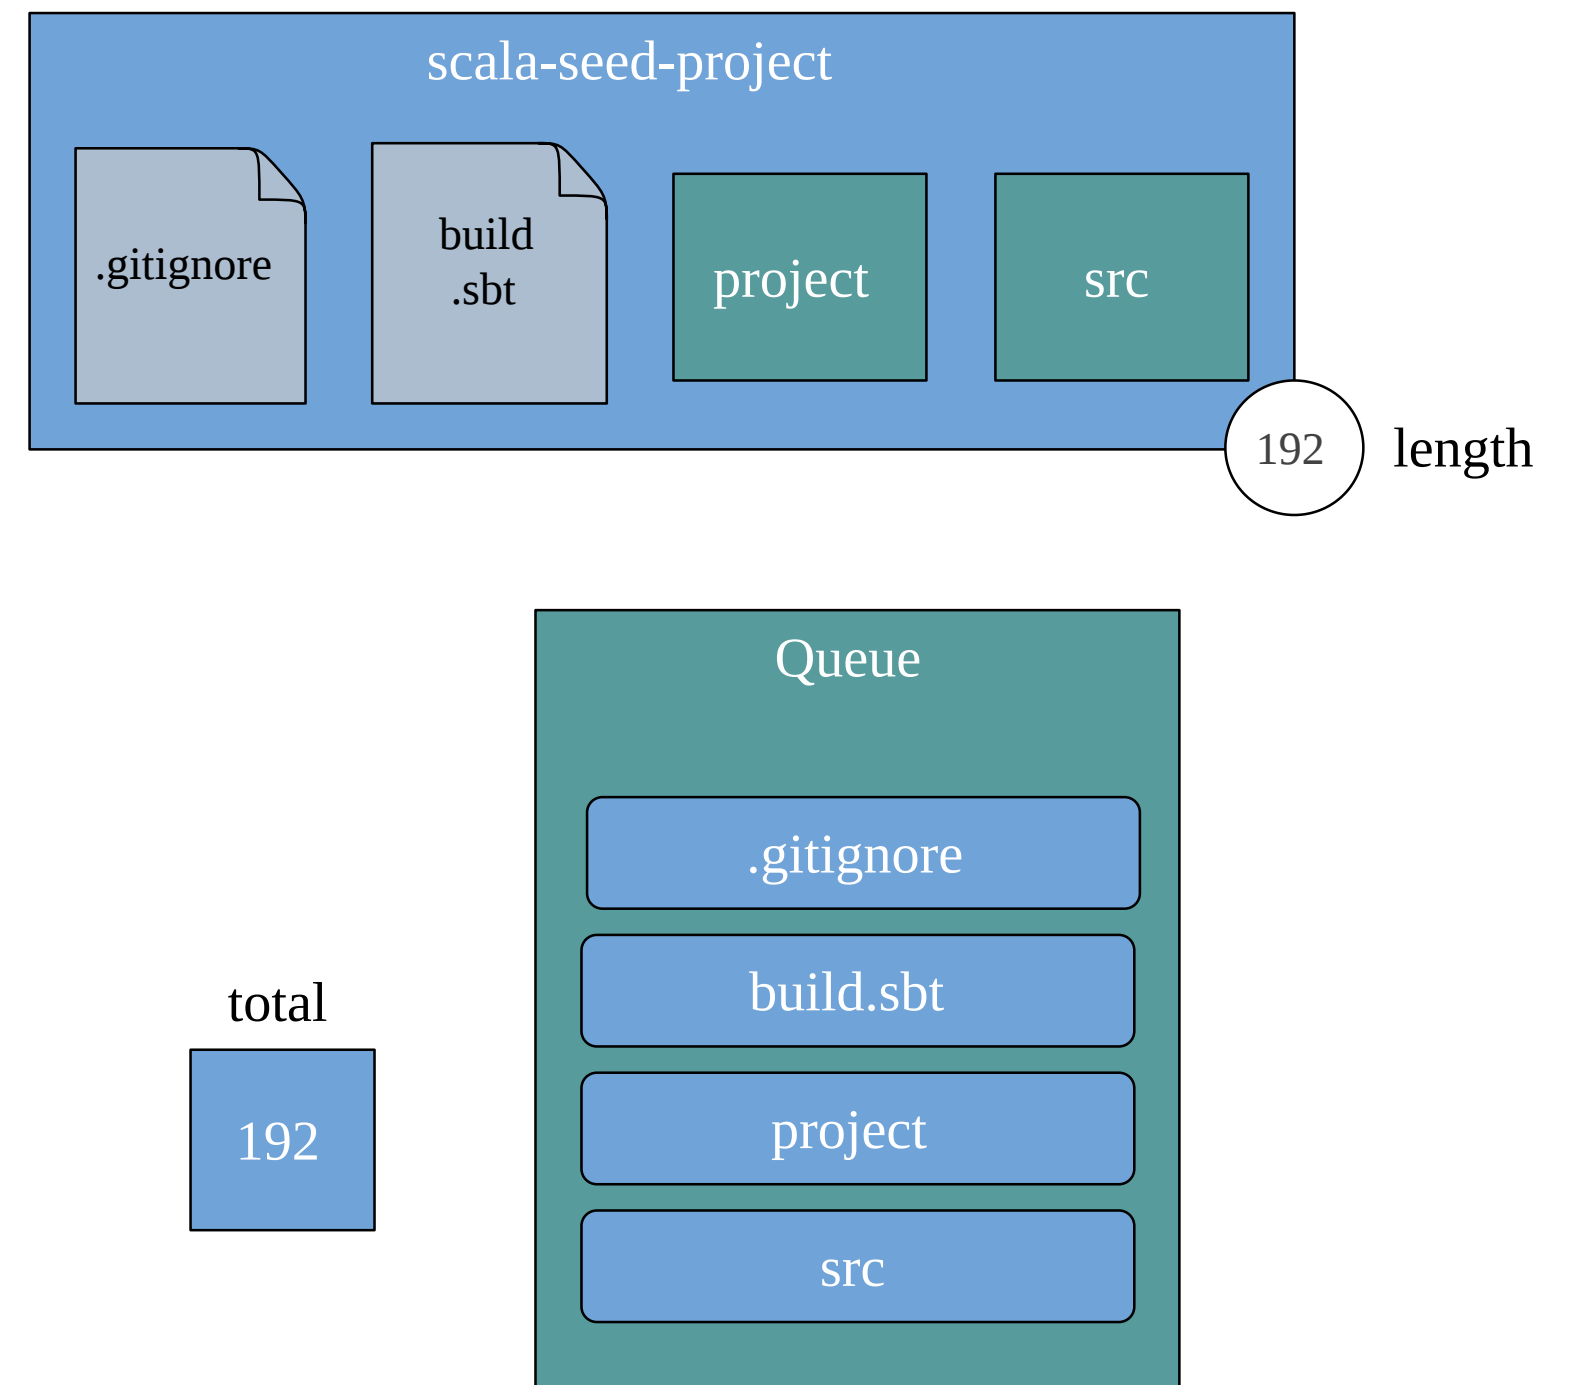 scala-seed-project
.gitignore
build
.sbt
project
src
192
length
Queue
.gitignore
build.sbt
project
src
total
192